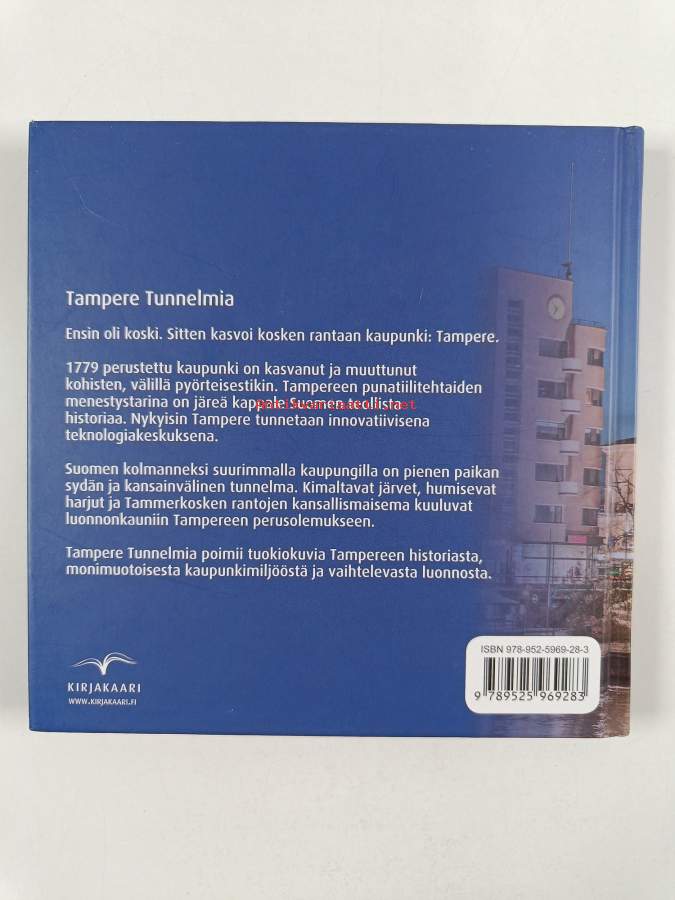 Tampere Tunnelmia
Ensin oli koski. Sitten kasvoi kosken rantaan kaupunki: Tampere.
1779 perustettu kaupunki on kasvanut ja muuttunut
kohisten, välillä pyörteisestikin. Tampereen punatiilitehtaiden
menestystarina on järeä kappale Suomen teollista
historiaa. Nykyisin Tampere tunnetaan innovatiivisena
teknologiakeskuksena.
Suomen kolmanneksi suurimmalla kaupungilla on pienen paikan
sydän ja kansainvälinen tunnelma. Kimaltavat järvet, humisevat
harjut ja Tammerkosken rantojen kansallismaisema kuuluvat
luonnonkauniin Tampereen perusolemukseen.
Tampere Tunnelmia poimii tuokiokuvia Tampereen historiasta,
monimuotoisesta kaupunkimiljööstä ja vaihtelevasta luonnosta.
KIRJAKAARI
WWW.KIRJAKAARI.FI
ISBN 978-952-5969-28-3
9 789525 969283